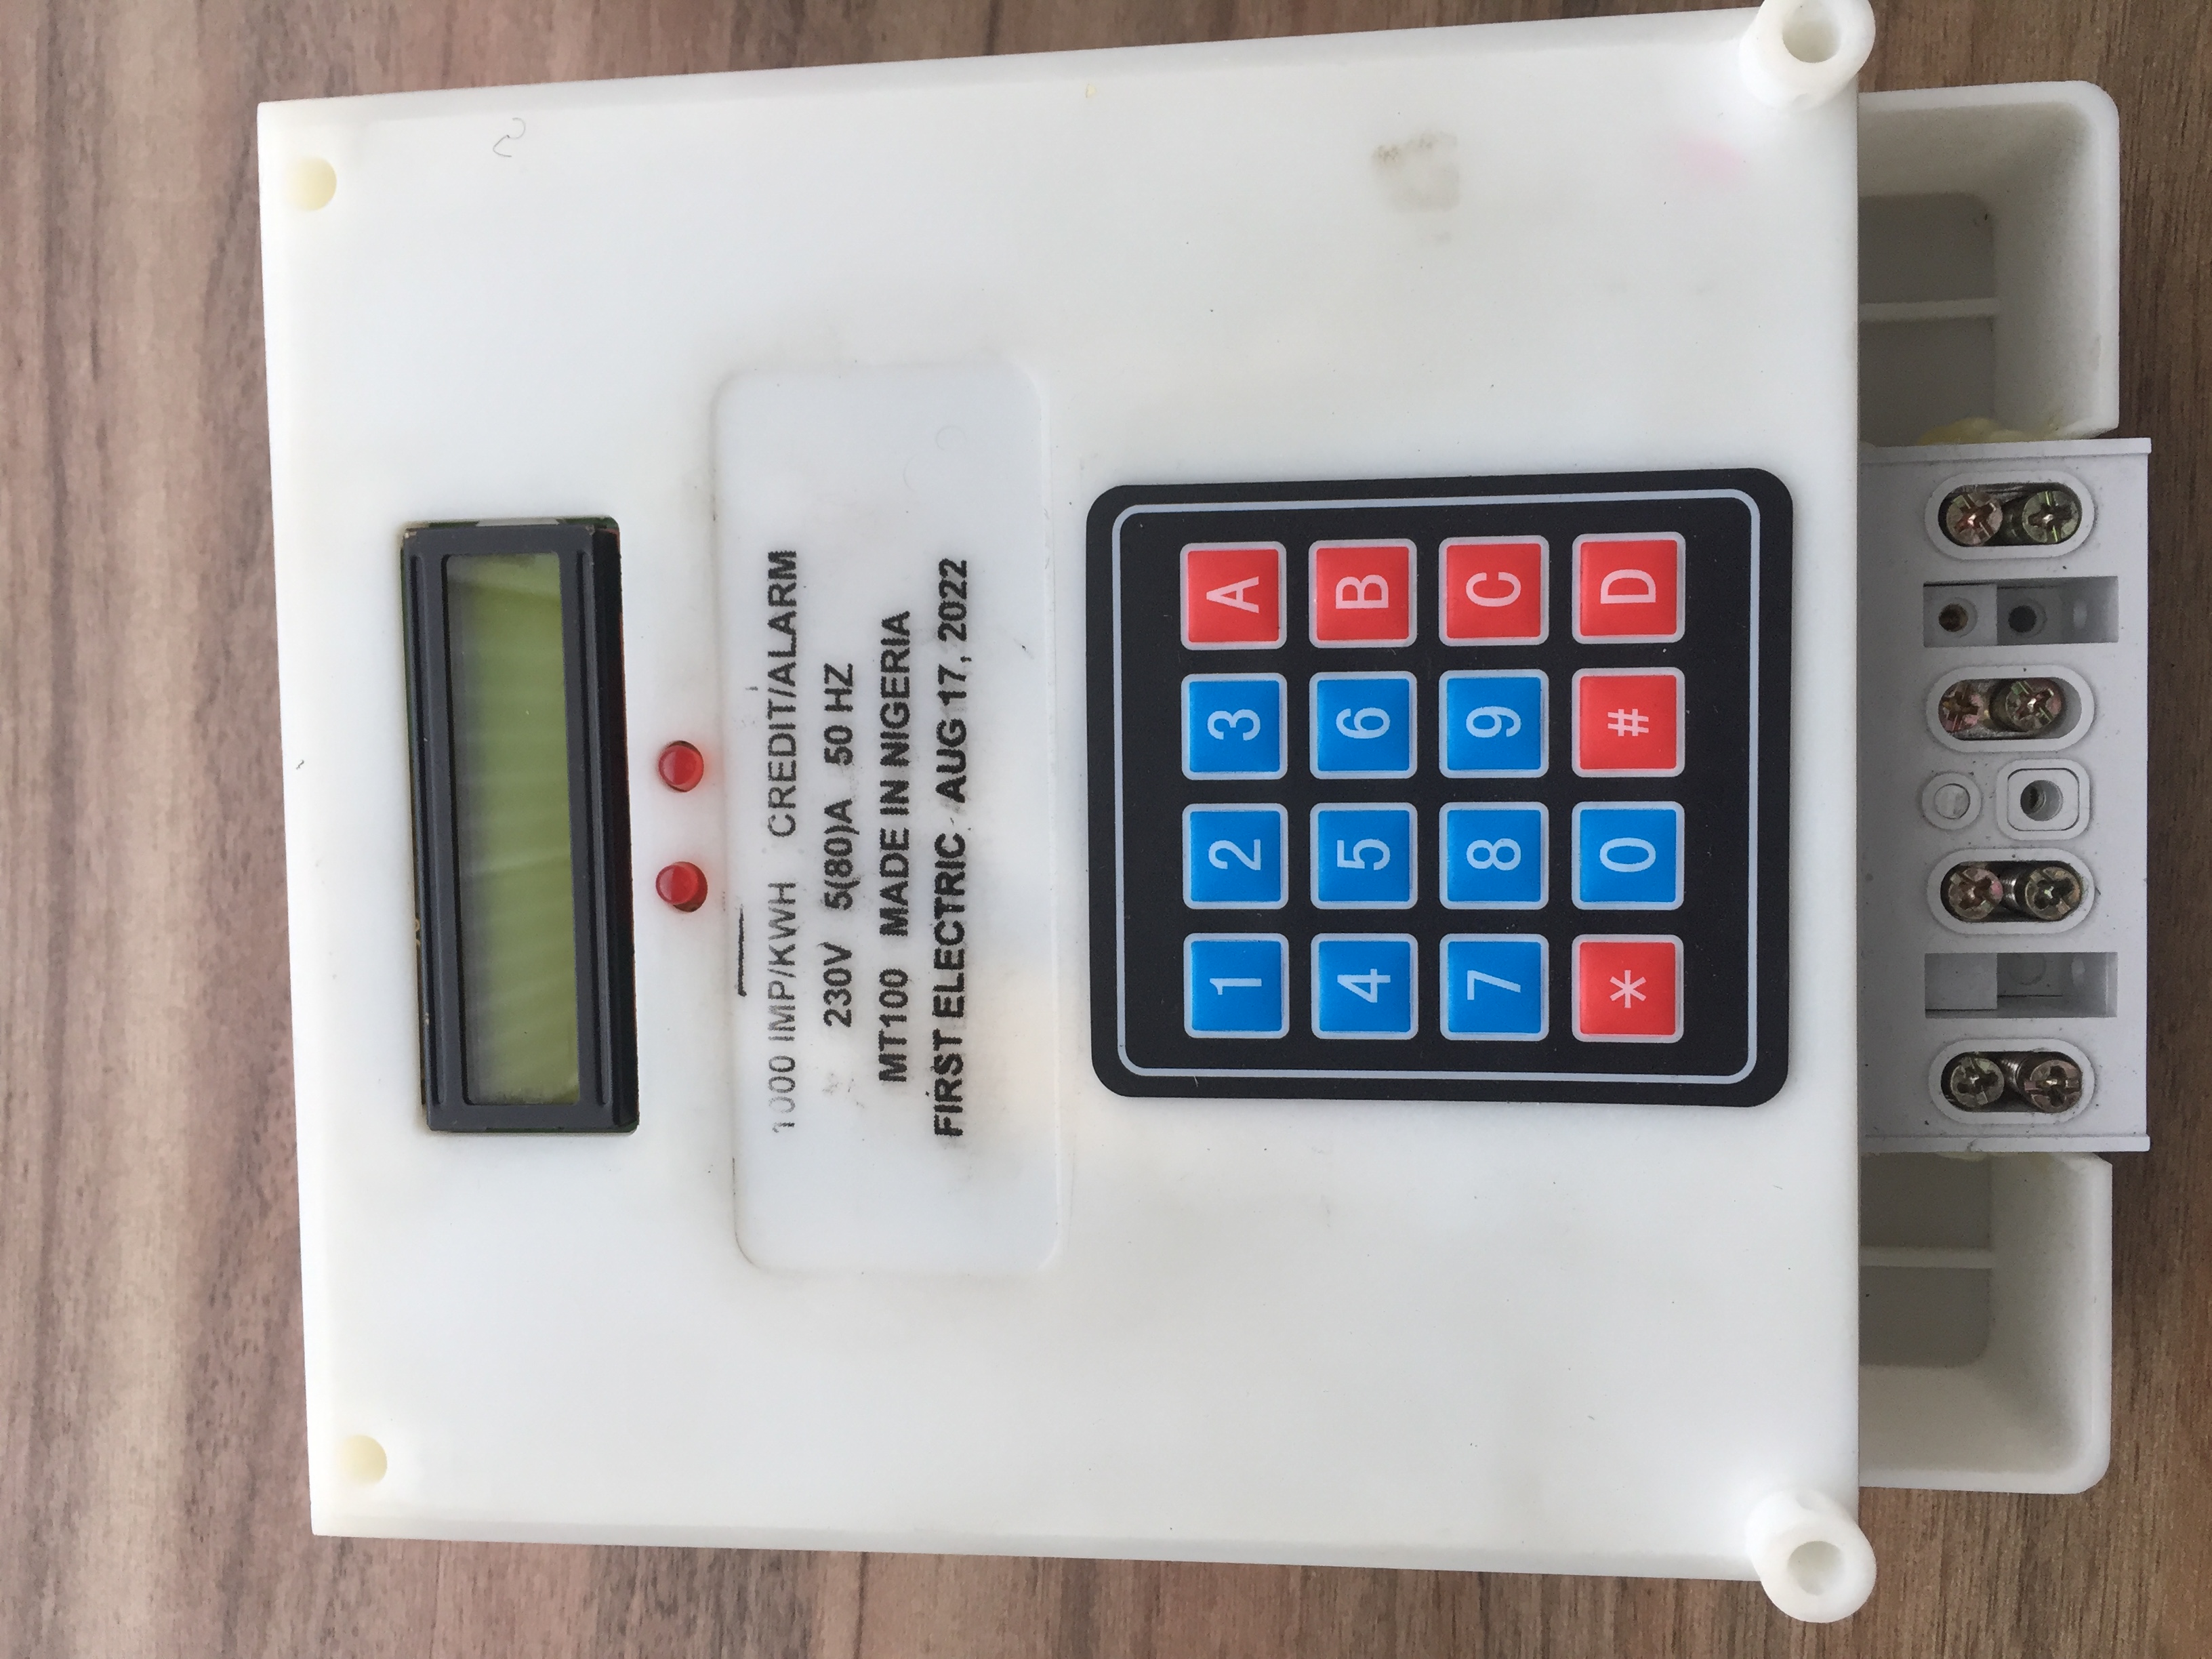 1000 IMP/KWH CREDIT/ALARM
230V 5(80)A 50 HZ
MT100 MADE IN NIGERIA
FIRST ELECTRIC AUG 17, 2022
1 2 3 A
4 5 6 B
7 8 9 C
* 0 # D